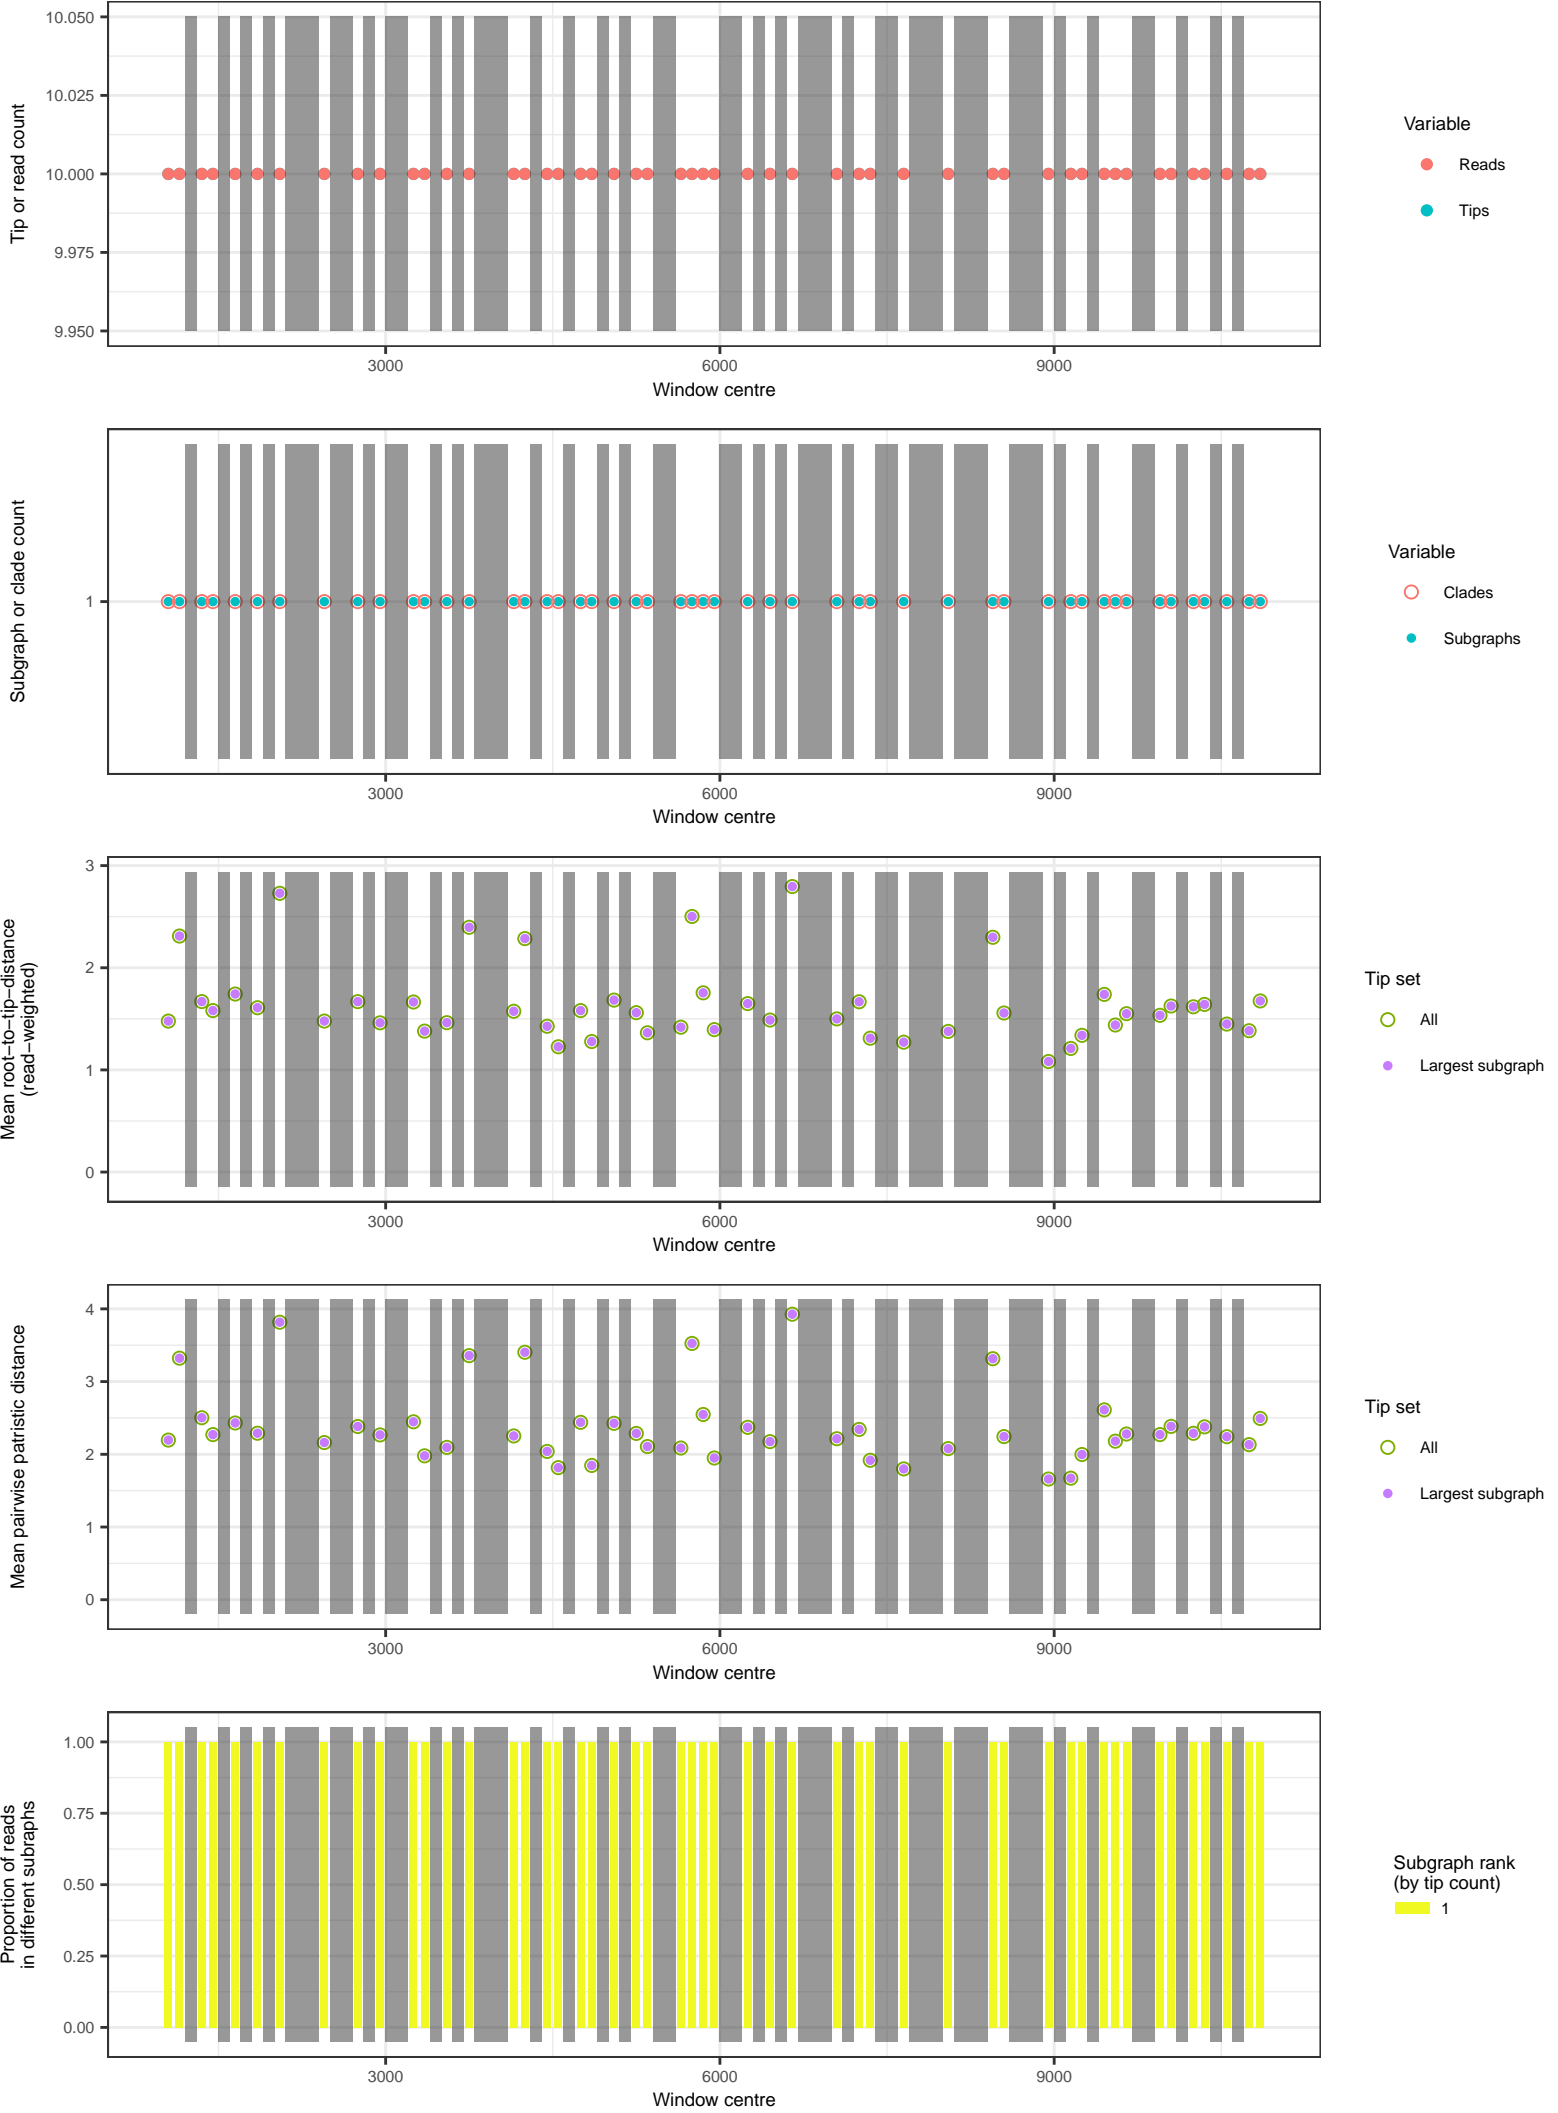 10.050
10.025
10.000
9.975
9.950
Tip or read count
3000
6000
9000
Window centre
Variable
Reads
Tips
1
Subgraph or clade count
3000
6000
9000
Window centre
Variable
Clades
Subgraphs
3
2
1
0
Mean root−to−tip−distance
(read−weighted)
3000
6000
9000
Window centre
Tip set
All
Largest subgraph
4
3
2
1
0
Mean pairwise patristic distance
3000
6000
9000
Window centre
Tip set
All
Largest subgraph
1.00
0.75
0.50
0.25
0.00
Proportion of reads
in different subraphs
3000
6000
9000
Window centre
Subgraph rank
(by tip count)
1